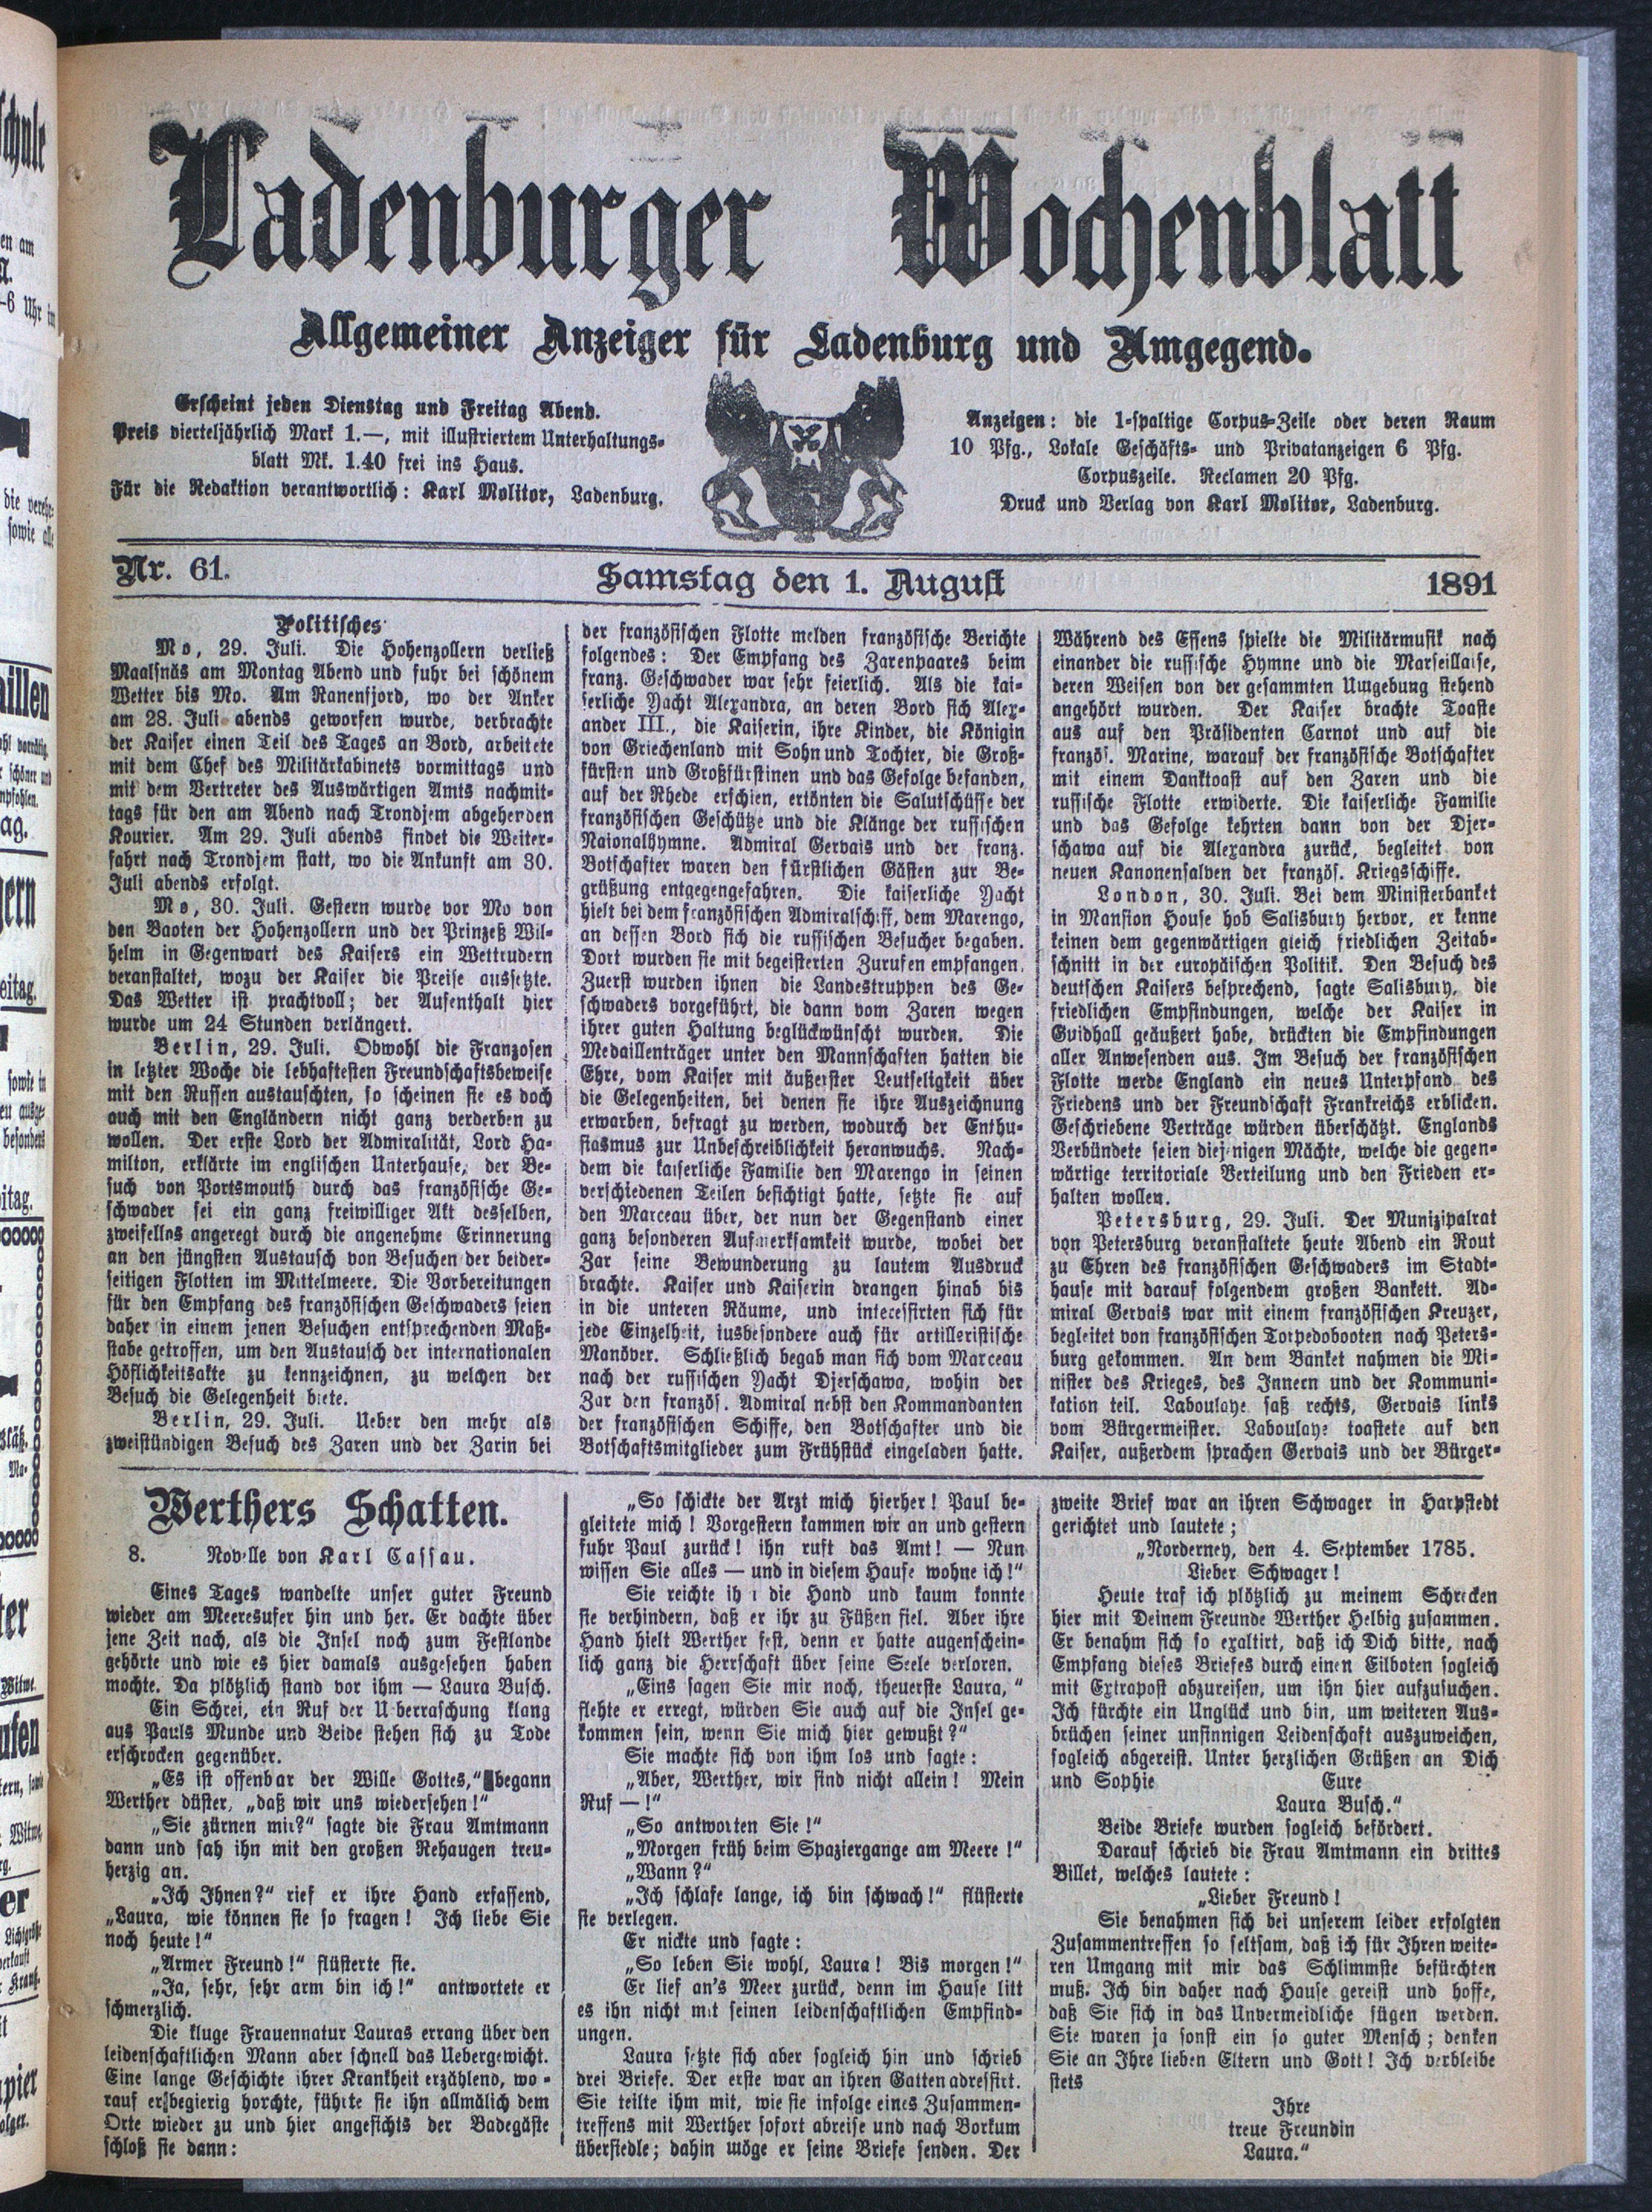 Ladenburger Wochenblatt
Allgemeiner Anzeiger für Ladenburg und Umgegend.
Erscheint jeden Dienstag und Freitag Abend.
Preis vierteljährlich Mark 1.—, mit illustriertem Unterhaltungs-
blatt Mk. 1.40 frei ins Haus.
Für die Redaktion verantwortlich: Karl Molitor, Ladenburg.
Anzeigen: die 1-spaltige Corpus-Zeile oder deren Raum
10 Pfg., Lokale Geschäfts- und Privatanzeigen 6 Pfg.
Corpuszeile. Reclamen 20 Pfg.
Druck und Verlag von Karl Molitor, Ladenburg.
Nr. 61.
Samstag den 1. August
1891
Politisches
Mo, 29. Juli. Die Hohenzollern verließ
Maalsnäs am Montag Abend und fuhr bei schönem
Wetter bis Mo. Am Ranenfjord, wo der Anker
am 28. Juli abends geworfen wurde, verbrachte
der Kaiser einen Teil des Tages an Bord, arbeitete
mit dem Chef des Militärkabinets vormittags und
mit dem Vertreter des Auswärtigen Amts nachmit-
tags für den am Abend nach Trondjem abgehenden
Kourier. Am 29. Juli abends findet die Weiter-
fahrt nach Trondjem statt, wo die Ankunft am 30.
Juli abends erfolgt.
Mo, 30. Juli. Gestern wurde vor Mo von
den Booten der Hohenzollern und der Prinzeß Wil-
helm in Gegenwart des Kaisers ein Wettrudern
veranstaltet, wozu der Kaiser die Preise aussetzte.
Das Wetter ist prachtvoll; der Aufenthalt hier
wurde um 24 Stunden verlängert.
Berlin, 29. Juli. Obwohl die Franzosen
in letzter Woche die lebhaftesten Freundschaftsbeweise
mit den Russen austauschten, so scheinen sie es doch
auch mit den Engländern nicht ganz verderben zu
wollen. Der erste Lord der Admiralität, Lord Ha-
milton, erklärte im englischen Unterhause, der Be-
such von Portsmouth durch das französische Ge-
schwader sei ein ganz freiwilliger Akt desselben,
zweifellos angeregt durch die angenehme Erinnerung
an den jüngsten Austausch von Besuchen der beider-
seitigen Flotten im Mittelmeere. Die Vorbereitungen
für den Empfang des französischen Geschwaders seien
daher in einem jenen Besuchen entsprechenden Maß-
stabe getroffen, um den Austausch der internationalen
Höflichkeitsakte zu kennzeichnen, zu welchen der
Besuch die Gelegenheit biete.
Berlin, 29. Juli. Ueber den mehr als
zweistündigen Besuch des Zaren und der Zarin bei
der französischen Flotte melden französische Berichte
folgendes: Der Empfang des Zarenpaares beim
franz. Geschwader war sehr feierlich. Als die kai-
serliche Yacht Alexandra, an deren Bord sich Alex-
ander III., die Kaiserin, ihre Kinder, die Königin
von Griechenland mit Sohn und Tochter, die Groß-
fürsten und Großfürstinen und das Gefolge befanden,
auf der Rhede erschien, ertönten die Salutschüsse der
französischen Geschütze und die Klänge der russischen
Naionalhymne. Admiral Gervais und der franz.
Botschafter waren den fürstlichen Gästen zur Be-
grüßung entgegengefahren. Die kaiserliche Yacht
hielt bei dem französischen Admiralschiff, dem Marengo,
an dessen Bord sich die russischen Besucher begaben.
Dort wurden sie mit begeisterten Zurufen empfangen.
Zuerst wurden ihnen die Landestruppen des Ge-
schwaders vorgeführt, die dann vom Zaren wegen
ihrer guten Haltung beglückwünscht wurden. Die
Medaillenträger unter den Mannschaften hatten die
Ehre, vom Kaiser mit äußerster Leutseligkeit über
die Gelegenheiten, bei denen sie ihre Auszeichnung
erwarben, befragt zu werden, wodurch der Enthu-
siasmus zur Unbeschreiblichkeit heranwuchs. Nach-
dem die kaiserliche Familie den Marengo in seinen
verschiedenen Teilen besichtigt hatte, setzte sie auf
den Marceau über, der nun der Gegenstand einer
ganz besonderen Aufmerksamkeit wurde, wobei der
Zar seine Bewunderung zu lautem Ausdruck
brachte. Kaiser und Kaiserin drangen hinab bis
in die unteren Räume, und interessirten sich für
jede Einzelheit, iusbesondere auch für artilleristische
Manöver. Schließlich begab man sich vom Marceau
nach der russischen Yacht Djerschawa, wohin der
Zar den französ. Admiral nebst den Kommandanten
der französischen Schiffe, den Botschafter und die
Botschaftsmitglieder zum Frühstück eingeladen hatte.
Während des Essens spielte die Militärmusik nach
einander die russische Hymne und die Marseillaise,
deren Weisen von der gesammten Umgebung stehend
angehört wurden. Der Kaiser brachte Toaste
aus auf den Präsidenten Carnot und auf die
französ. Marine, worauf der französische Botschafter
mit einem Danktoast auf den Zaren und die
russische Flotte erwiderte. Die kaiserliche Familie
und das Gefolge kehrten dann von der Djer-
schawa auf die Alexandra zurück, begleitet von
neuen Kanonensalven der französ. Kriegsschiffe.
London, 30. Juli. Bei dem Ministerbanket
in Mansion House hob Salisbury hervor, er kenne
keinen dem gegenwärtigen gleich friedlichen Zeitab-
schnitt in der europäischen Politik. Den Besuch des
deutschen Kaisers besprechend, sagte Salisbury, die
friedlichen Empfindungen, welche der Kaiser in
Guidhall geäußert habe, drückten die Empfindungen
aller Anwesenden aus. Im Besuch der französischen
Flotte werde England ein neues Unterpfand des
Friedens und der Freundschaft Frankreichs erblicken.
Geschriebene Verträge würden überschätzt. Englands
Verbündete seien diejenigen Mächte, welche die gegen-
wärtige territoriale Verteilung und den Frieden er-
halten wollen.
Petersburg, 29. Juli. Der Munizipalrat
von Petersburg veranstaltete heute Abend ein Rout
zu Ehren des französischen Geschwaders im Stadt-
hause mit darauf folgendem großen Bankett. Ad-
miral Gervais war mit einem französischen Kreuzer,
begleitet von französischen Torpedobooten nach Peters-
burg gekommen. An dem Banket nahmen die Mi-
nister des Krieges, des Innern und der Kommuni-
kation teil. Laboulaye saß rechts, Gervais links
vom Bürgermeister. Laboulaye toastete auf den
Kaiser, außerdem sprachen Gervais und der Bürger-
Werthers Schatten.
8. Novelle von Karl Cassau.
Eines Tages wandelte unser guter Freund
wieder am Meeresufer hin und her. Er dachte über
jene Zeit nach, als die Insel noch zum Festlande
gehörte und wie es hier damals ausgesehen haben
mochte. Da plötzlich stand vor ihm — Laura Busch.
Ein Schrei, ein Ruf der Ueberraschung klang
aus Pauls Munde und Beide stehen sich zu Tode
erschrocken gegenüber.
„Es ist offenbar der Wille Gottes,“ begann
Werther düster, „daß wir uns wiedersehen!“
„Sie zürnen mir?“ sagte die Frau Amtmann
dann und sah ihn mit den großen Rehaugen treu-
herzig an.
„Ich Ihnen?“ rief er ihre Hand erfassend,
„Laura, wie können sie so fragen! Ich liebe Sie
noch heute!“
„Armer Freund!“ flüsterte sie.
„Ja, sehr, sehr arm bin ich!“ antwortete er
schmerzlich.
Die kluge Frauennatur Lauras errang über den
leidenschaftlichen Mann aber schnell das Uebergewicht.
Eine lange Geschichte ihrer Krankheit erzählend, wo-
rauf er begierig horchte, führte sie ihn allmälich dem
Orte wieder zu und hier angesichts der Badegäste
schloß sie dann:
„So schickte der Arzt mich hierher! Paul be-
gleitete mich! Vorgestern kammen wir an und gestern
fuhr Paul zurück! ihn ruft das Amt! — Nun
wissen Sie alles — und in diesem Hause wohne ich!“
Sie reichte ihr die Hand und kaum konnte
sie verhindern, daß er ihr zu Füßen fiel. Aber ihre
Hand hielt Werther fest, denn er hatte augenschein-
lich ganz die Herrschaft über seine Seele verloren.
„Eins sagen Sie mir noch, theuerste Laura, “
flehte er erregt, würden Sie auch auf die Insel ge-
kommen sein, wenn Sie mich hier gewußt?“
Sie machte sich von ihm los und sagte:
„Aber, Werther, wir sind nicht allein! Mein
Ruf —!“
„So antworten Sie!“
„Morgen früh beim Spaziergange am Meere!“
„Wann?“
„Ich schlafe lange, ich bin schwach!“ flüsterte
sie verlegen.
Er nickte und sagte:
„So leben Sie wohl, Laura! Bis morgen!“
Er lief an's Meer zurück, denn im Hause litt
es ihn nicht mit seinen leidenschaftlichen Empfind-
ungen.
Laura setzte sich aber sogleich hin und schrieb
drei Briefe. Der erste war an ihren Gatten adressirt.
Sie teilte ihm mit, wie sie infolge eines Zusammen-
treffens mit Werther sofort abreise und nach Borkum
übersiedle; dahin möge er seine Briefe senden. Der
zweite Brief war an ihren Schwager in Harpstedt
gerichtet und lautete;
„Norderney, den 4. September 1785.
Lieber Schwager!
Heute traf ich plötzlich zu meinem Schrecken
hier mit Deinem Freunde Werther Helbig zusammen.
Er benahm sich so exaltirt, daß ich Dich bitte, nach
Empfang dieses Briefes durch einen Eilboten sogleich
mit Extrapost abzureisen, um ihn hier aufzusuchen.
Ich fürchte ein Unglück und bin, um weiteren Aus-
brüchen seiner unsinnigen Leidenschaft auszuweichen,
sogleich abgereist. Unter herzlichen Grüßen an Dich
und Sophie Eure
Laura Busch.“
Beide Briefe wurden sogleich befördert.
Darauf schrieb die Frau Amtmann ein drittes
Billet, welches lautete:
„Lieber Freund!
Sie benahmen sich bei unserem leider erfolgten
Zusammentreffen so seltsam, daß ich für Ihren weite-
ren Umgang mit mir das Schlimmste befürchten
muß. Ich bin daher nach Hause gereist und hoffe,
daß Sie sich in das Unvermeidliche fügen werden.
Sie waren ja sonst ein so guter Mensch; denken
Sie an Ihre lieben Eltern und Gott! Ich verbleibe
stets
Ihre
treue Freundin
Laura.“